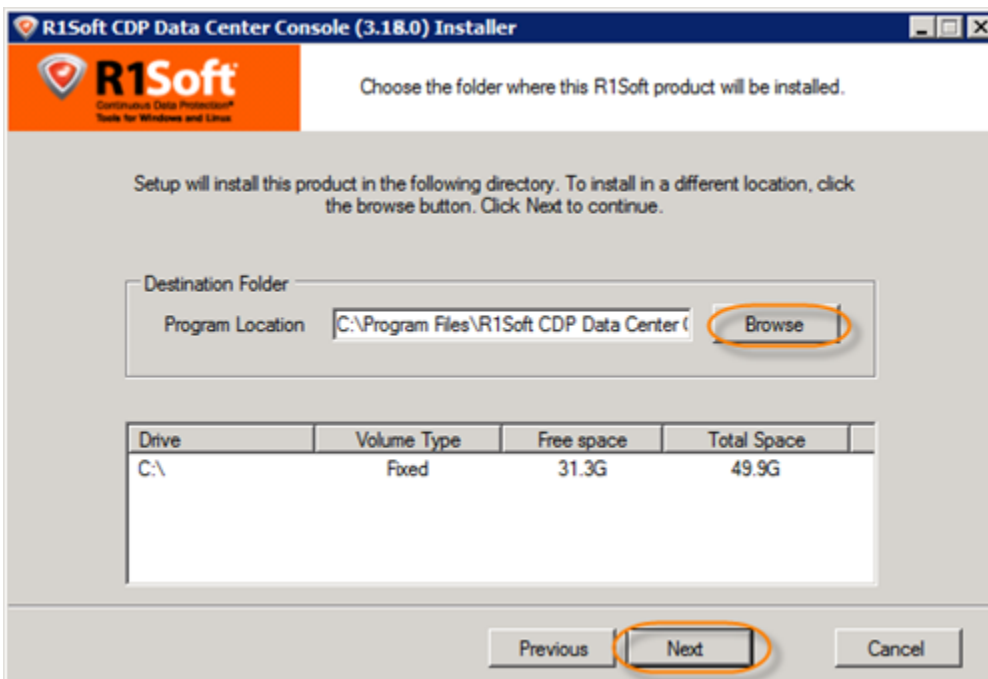 R1Soft CDP Data Center Console (3.18.0) Installer
R1Soft
Continuous Data Protection®
Tools for Windows and Linux
Choose the folder where this R1Soft product will be installed.
Setup will install this product in the following directory. To install in a different location, click
the browse button. Click Next to continue.
Destination Folder
Program Location C:\Program Files\R1Soft CDP Data Center Browse
Drive Volume Type Free space Total Space
C:\ Fixed 31.3G 49.9G
Previous Next Cancel